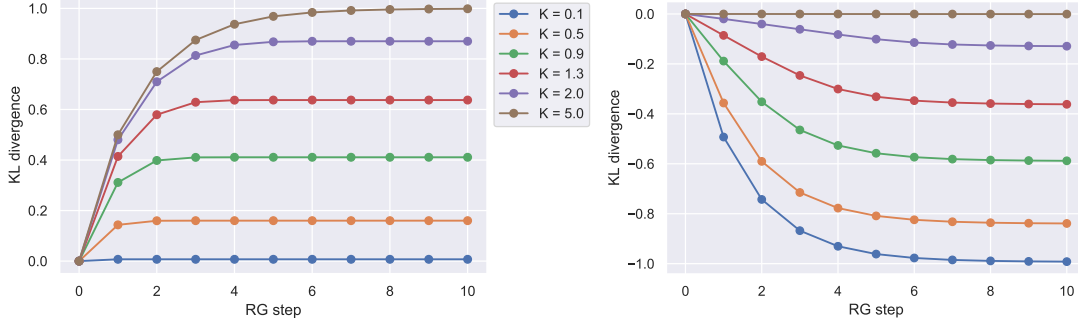 KL divergence
1.0
0.8
0.6
0.4
0.2
0.0
0 2 4 6 8 10
RG step
K = 0.1
K = 0.5
K = 0.9
K = 1.3
K = 2.0
K = 5.0
KL divergence
0.0
−0.2
−0.4
−0.6
−0.8
−1.0
0 2 4 6 8 10
RG step